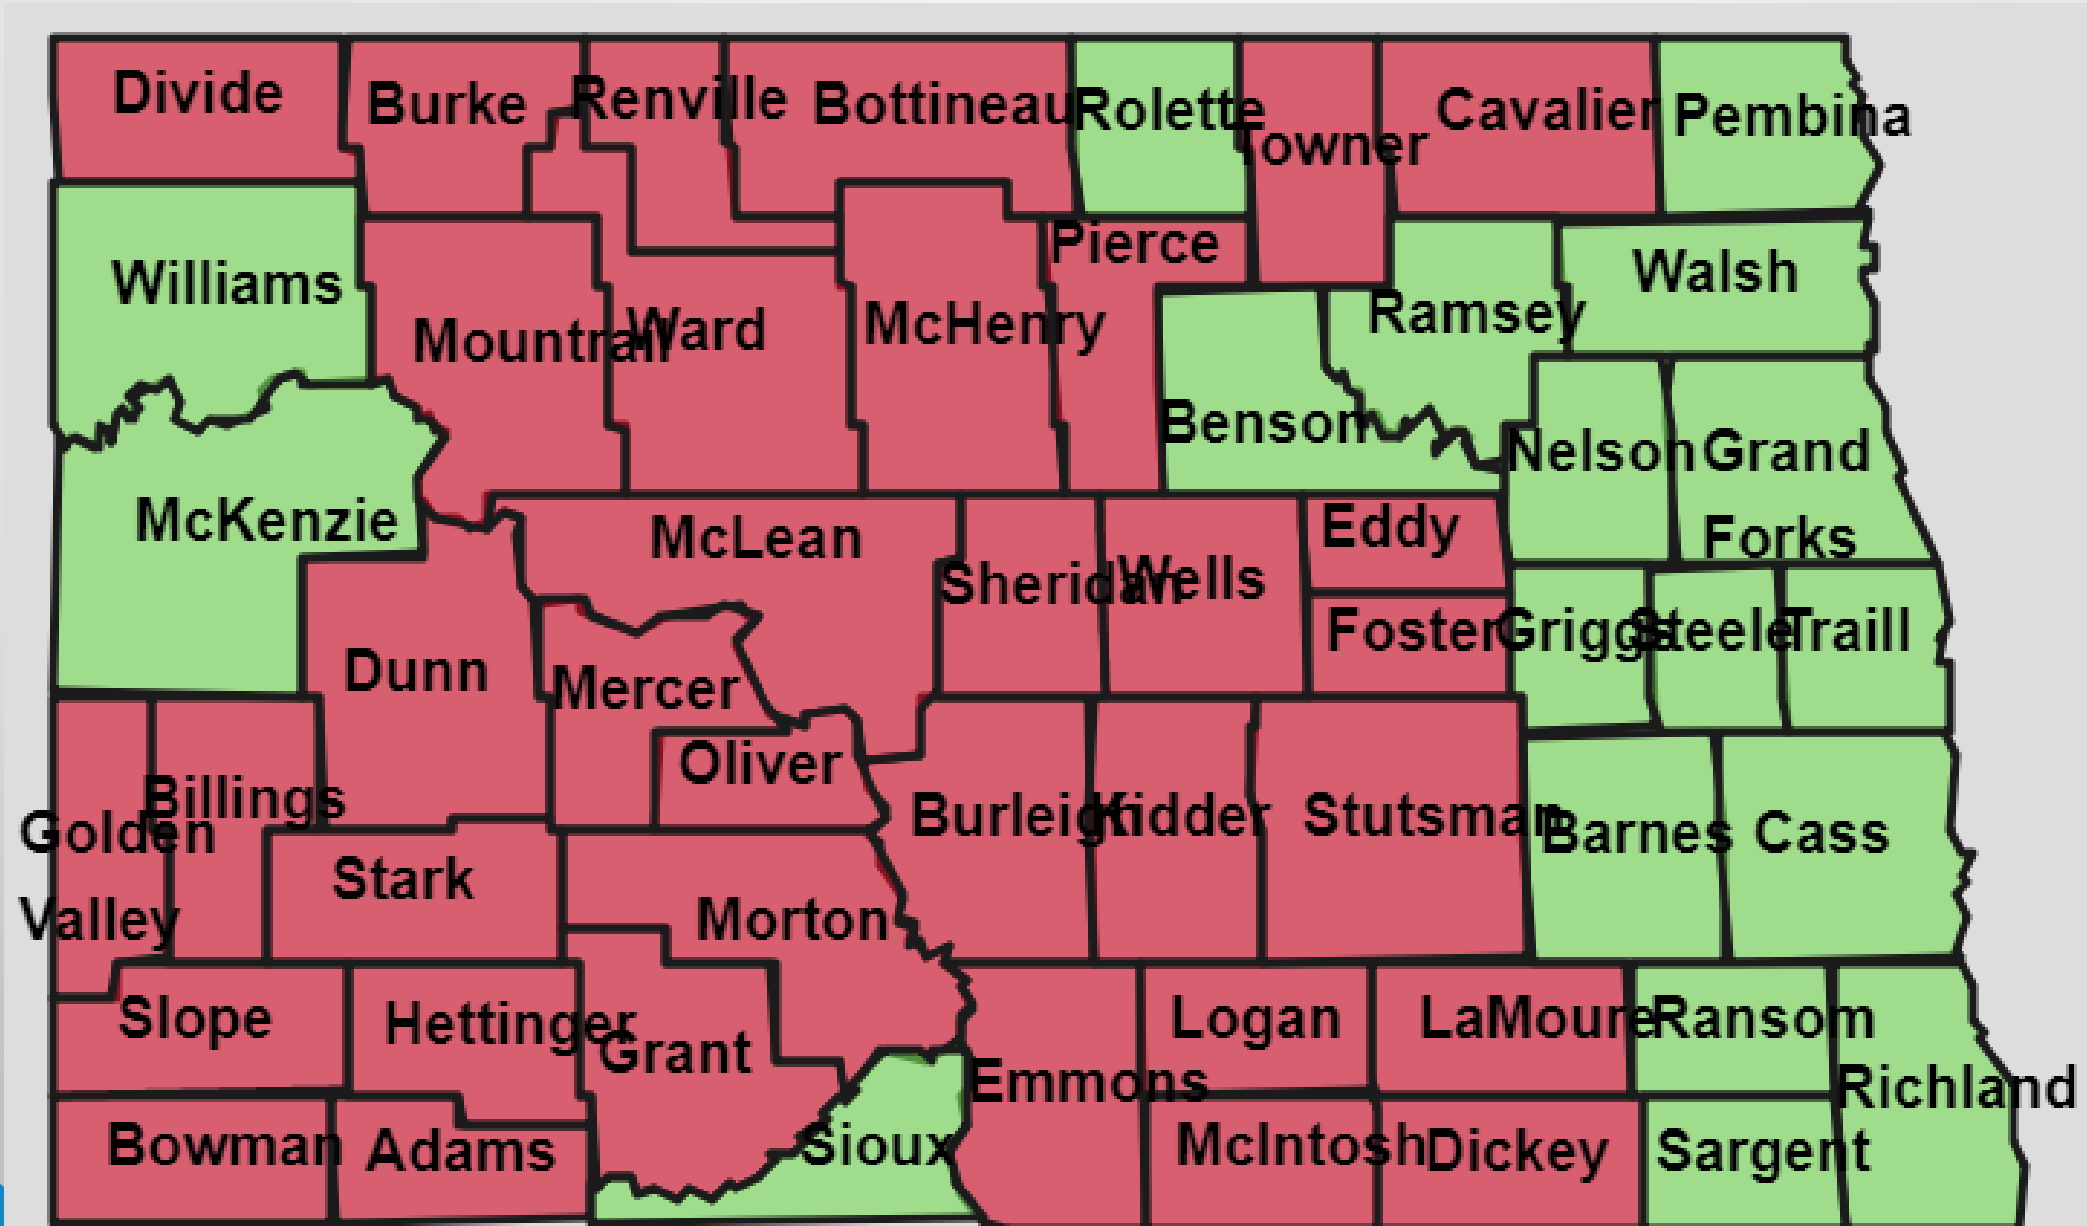 Divide
Burke
Renville
Bottineau
Rolette
Towner
Cavalier
Pembina
Williams
Mountrail
Ward
McHenry
Pierce
Benson
Ramsey
Walsh
McKenzie
McLean
Sheridan
Wells
Eddy
Nelson
Grand
Forks
Dunn
Mercer
Oliver
Foster
Griggs
Steele
Traill
Golden
Valley
Billings
Stark
Morton
Burleigh
Kidder
Stutsman
Barnes
Cass
Slope
Hettinger
Grant
Emmons
Logan
LaMoure
Ransom
Richland
Bowman
Adams
Sioux
McIntosh
Dickey
Sargent